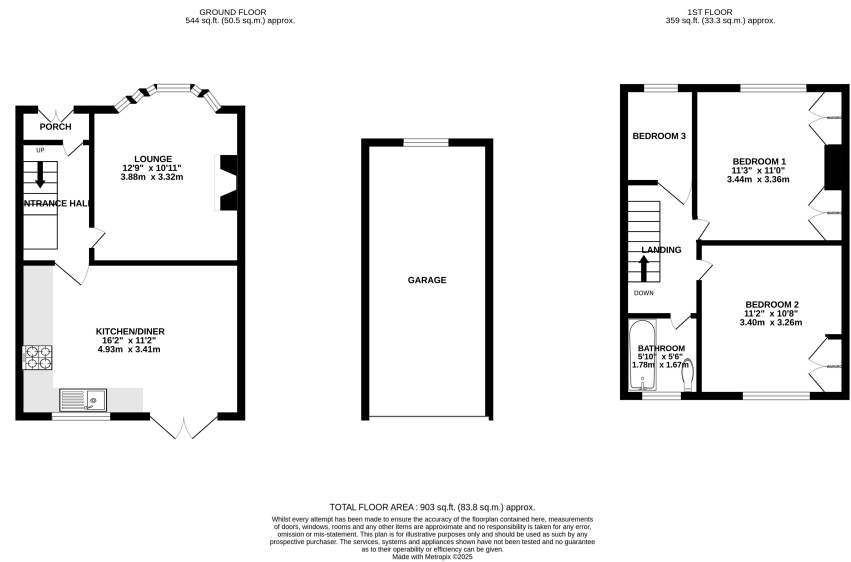 GROUND FLOOR
544 sq.ft. (50.5 sq.m.) approx.
1ST FLOOR
359 sq.ft. (33.3 sq.m.) approx.
PORCH
UP
LOUNGE
12'9" x 10'11"
3.88m x 3.32m
NTRANCE HALL
KITCHEN/DINER
16'2" x 11'2"
4.93m x 3.41m
GARAGE
BEDROOM 3
BEDROOM 1
11'3" x 11'0"
3.44m x 3.36m
LANDING
DOWN
BEDROOM 2
11'2" x 10'8"
3.40m x 3.26m
BATHROOM
5'10" x 5'6"
1.78m x 1.67m
TOTAL FLOOR AREA : 903 sq.ft. (83.8 sq.m.) approx.
Whilst every attempt has been made to ensure the accuracy of the floorplan contained here, measurements
of doors, windows, rooms and any other items are approximate and no responsibility is taken for any error,
omission or mis-statement. This plan is for illustrative purposes only and should be used as such by any
prospective purchaser. The services, systems and appliances shown have not been tested and no guarantee
as to their operability or efficiency can be given.
Made with Metropix ©2025